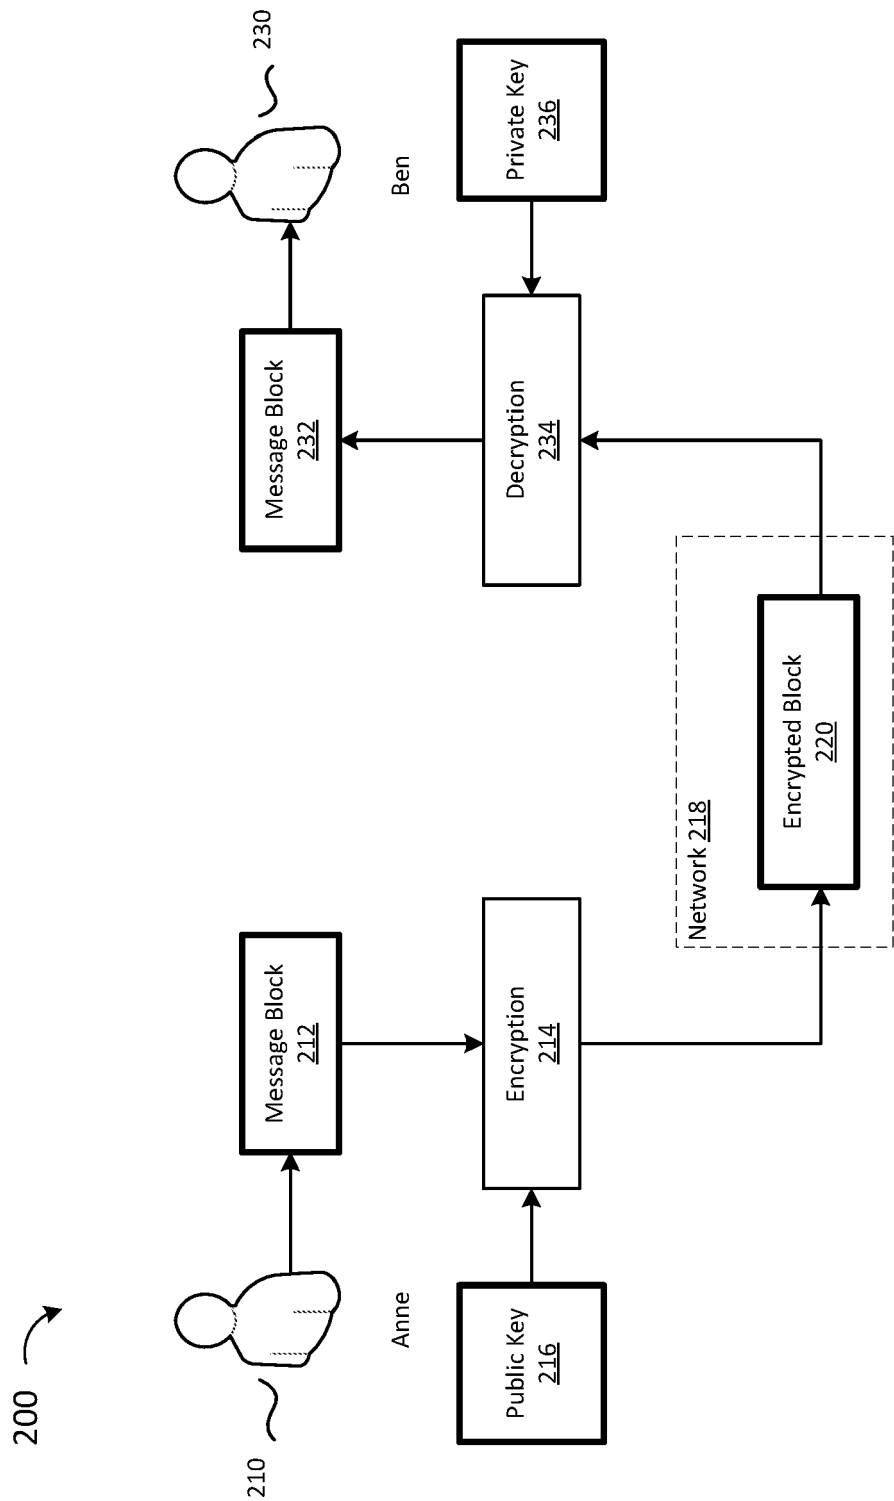 200
210
Anne
Message Block
212
Public Key
216
Encryption
214
Network 218
Encrypted Block
220
230
Ben
Message Block
232
Decryption
234
Private Key
236